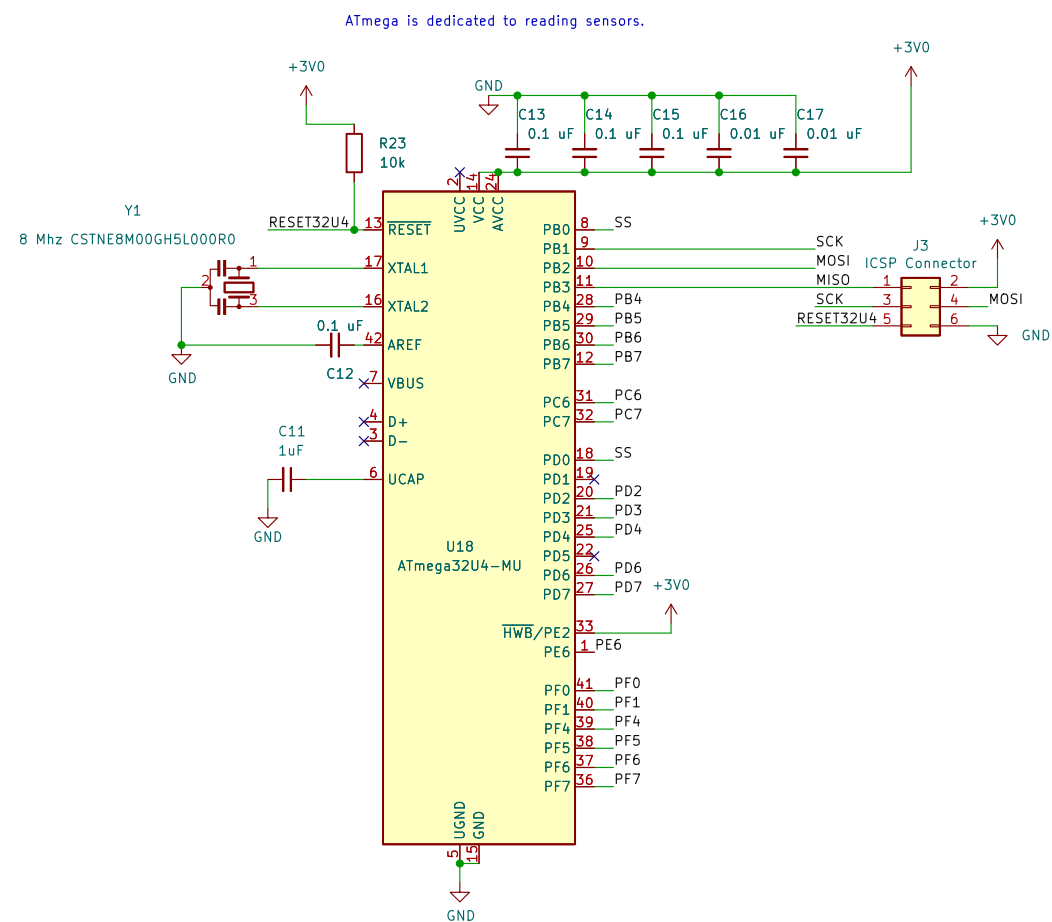 ATmega is dedicated to reading sensors.
+3V0
+3V0
GND
C13
0.1 uF
C14
0.1 uF
C15
0.1 uF
C16
0.01 uF
C17
0.01 uF
R23
10k
2
14
24
UVCC
VCC
AVCC
Y1
8 Mhz CSTNE8M00GH5L000R0
1
2
3
RESET32U4
13
RESET
17
XTAL1
16
XTAL2
0.1 uF
C12
42
AREF
GND
7
VBUS
4
D+
3
D-
C11
1uF
6
UCAP
GND
U18
ATmega32U4-MU
PB0
8
SS
PB1
9
SCK
PB2
10
MOSI
PB3
11
MISO
PB4
28
PB4
PB5
29
PB5
PB6
30
PB6
PB7
12
PB7
PC6
31
PC6
PC7
32
PC7
PD0
18
SS
PD1
19
PD2
20
PD2
PD3
21
PD3
PD4
25
PD4
PD5
22
PD6
26
PD6
PD7
27
PD7
+3V0
HWB/PE2
33
PE6
1
PE6
PF0
41
PF0
PF1
40
PF1
PF4
39
PF4
PF5
38
PF5
PF6
37
PF6
PF7
36
PF7
UGND
GND
5
15
GND
+3V0
J3
ICSP Connector
1
2
SCK
3
4
MOSI
RESET32U4
5
6
GND